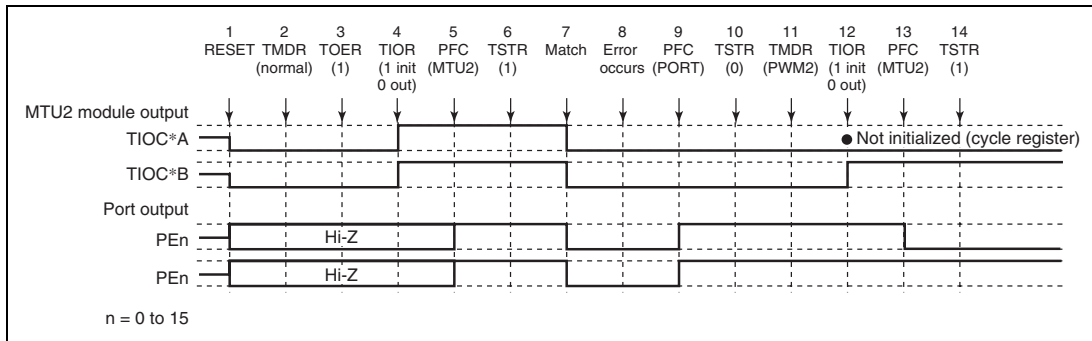 1 2 3 4 5 6 7 8 9 10 11 12 13 14
RESET TMDR TOER TIOR PFC TSTR Match Error PFC TSTR TMDR TIOR PFC TSTR
(normal) (1) (1 init (MTU2) (1) occurs (PORT) (0) (PWM2) (1 init (MTU2) (1)
0 out) 0 out)
MTU2 module output
TIOC*A
● Not initialized (cycle register)
TIOC*B
Port output
PEn Hi-Z
PEn Hi-Z
n = 0 to 15